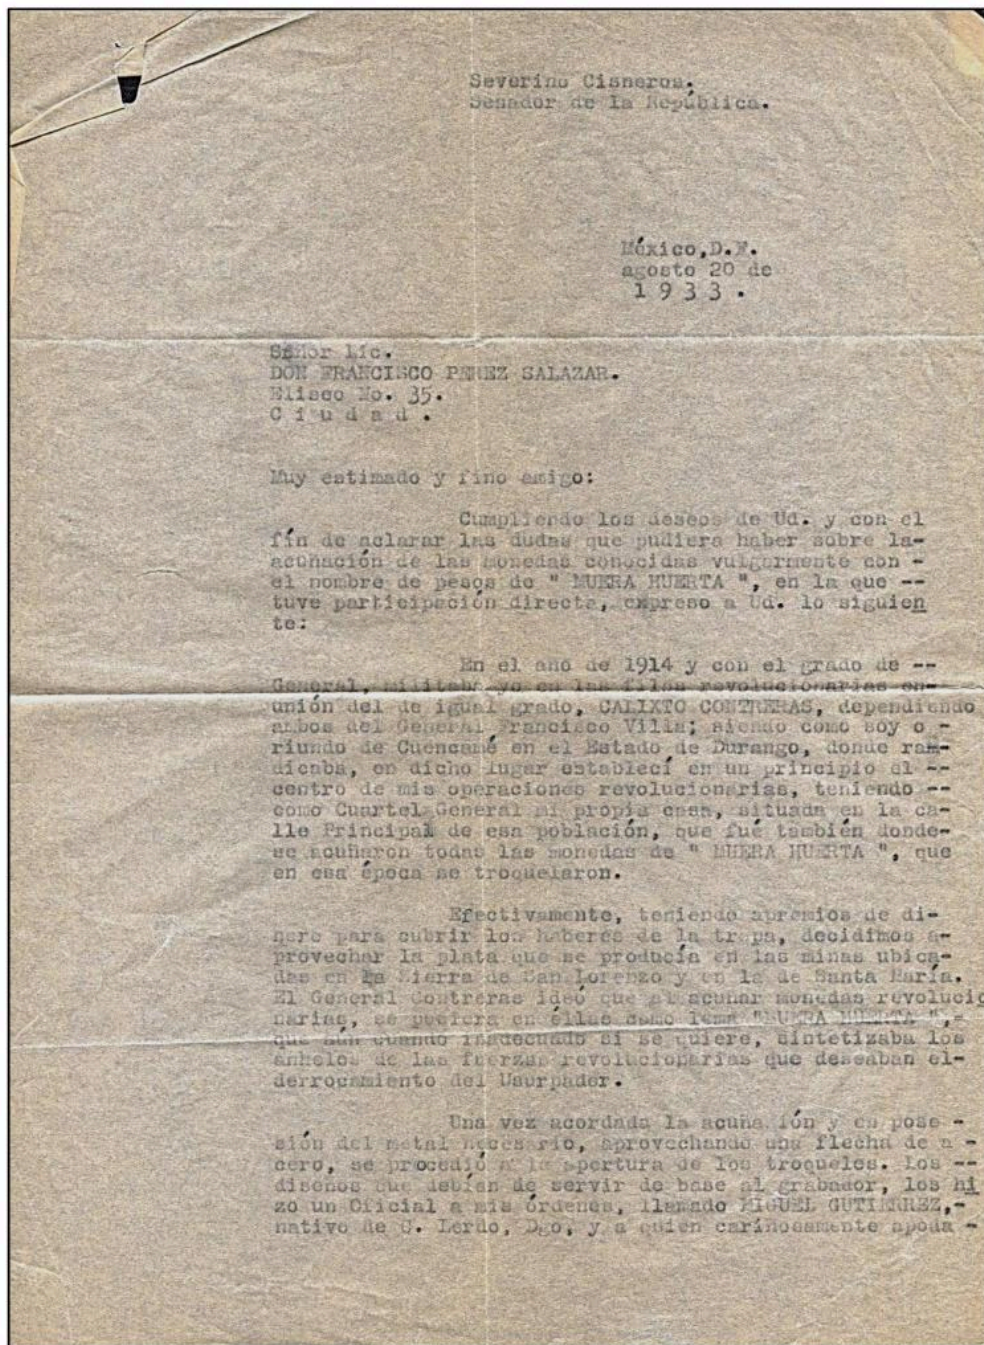 Severino Cisneros.
Senador de la República.
México,D.F.
agosto 20 de
1 9 3 3 .
Señor Lic.
DON FRANCISCO PEREZ SALAZAR.
Eliseo No. 35.
C i u d a d .
Muy estimado y fino amigo:
Cumpliendo los deseos de Ud. y con el
fín de aclarar las dudas que pudiera haber sobre la-
acuñación de las monedas conocidas vulgarmente con -
el nombre de pesos de " MUERA HUERTA ", en la que --
tuve participación directa, expreso a Ud. lo siguien
te:
En el año de 1914 y con el grado de --
General, militaba yo en las filas revolucionarias en-
unión del de igual grado, CALIXTO CONTRERAS, dependiendo
ambos del General Francisco Villa; siendo como soy o -
riundo de Cuencamé en el Estado de Durango, donde ram-
dicaba, en dicho lugar establecí en un principio el --
centro de mis operaciones revolucionarias, teniendo --
como Cuartel General mi propia casa, situada en la ca-
lle Principal de esa población, que fué también donde-
se acuñaron todas las monedas de " MUERA HUERTA ", que
en esa época se troquelaron.
Efectivamente, teniendo apremios de di-
nero para cubrir los haberes de la tropa, decidimos a-
provechar la plata que se producía en las minas ubica-
das en la Sierra de San Lorenzo y en la de Santa María.
El General Contreras ideó que al acuñar monedas revolucio
narias, se pusiera en éllas como lema "MUERA HUERTA ",-
que aún cuando inadecuado si se quiere, sintetizaba los
anhelos de las fuerzas revolucionarias que deseaban el-
derrocamiento del Usurpador.
Una vez acordada la acuña ión y en pose -
sión del metal necesario, aprovechando una flecha de a -
cero, se procedió a la apertura de los troqueles. Los --
diseños que debían de servir de base al grabador, los hi
zo un Oficial a mis órdenes, llamado MIGUEL GUTIERREZ,-
nativo de C. Lerdo, Dgo, y a quien cariñosamente apoda -